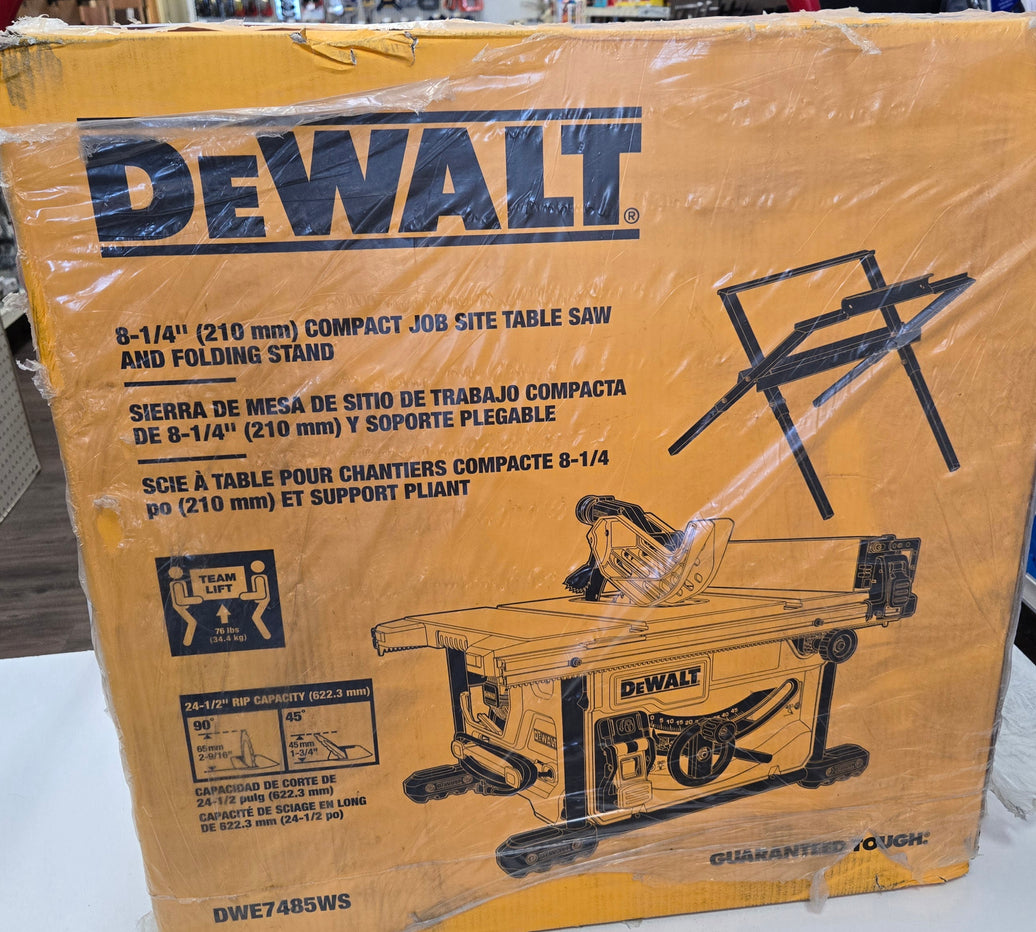 DEWALT®
8-1/4" (210 mm) COMPACT JOB SITE TABLE SAW
AND FOLDING STAND
SIERRA DE MESA DE SITIO DE TRABAJO COMPACTA
DE 8-1/4" (210 mm) Y SOPORTE PLEGABLE
SCIE À TABLE POUR CHANTIERS COMPACTE 8-1/4
po (210 mm) ET SUPPORT PLIANT
TEAM
LIFT
76 lbs
(34.4 kg)
24-1/2" RIP CAPACITY (622.3 mm)
90°
65 mm
2-9/16"
45°
45 mm
1-3/4"
CAPACIDAD DE CORTE DE
24-1/2 pulg (622.3 mm)
CAPACITÉ DE SCIAGE EN LONG
DE 622.3 mm (24-1/2 po)
DEWALT
0 5 10 15 20
GUARANTEED TOUGH®
DWE7485WS